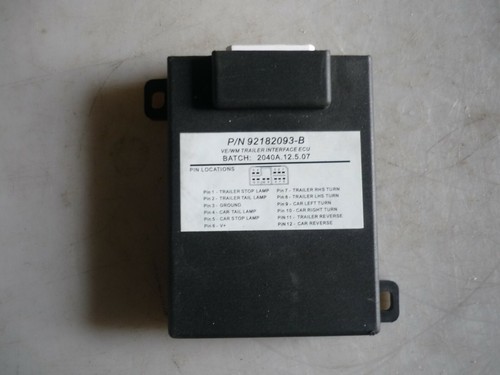 P/N 92182093-B
VE/WM TRAILER INTERFACE ECU
BATCH: 2040A.12.5.07
PIN LOCATIONS
Pin 1 - TRAILER STOP LAMP
Pin 2 - TRAILER TAIL LAMP
Pin 3 - GROUND
Pin 4 - CAR TAIL LAMP
Pin 5 - CAR STOP LAMP
Pin 6 - V+
Pin 7 - TRAILER RHS TURN
Pin 8 - TRAILER LHS TURN
Pin 9 - CAR LEFT TURN
Pin 10 - CAR RIGHT TURN
PIN 11 - TRAILER REVERSE
PIN 12 - CAR REVERSE